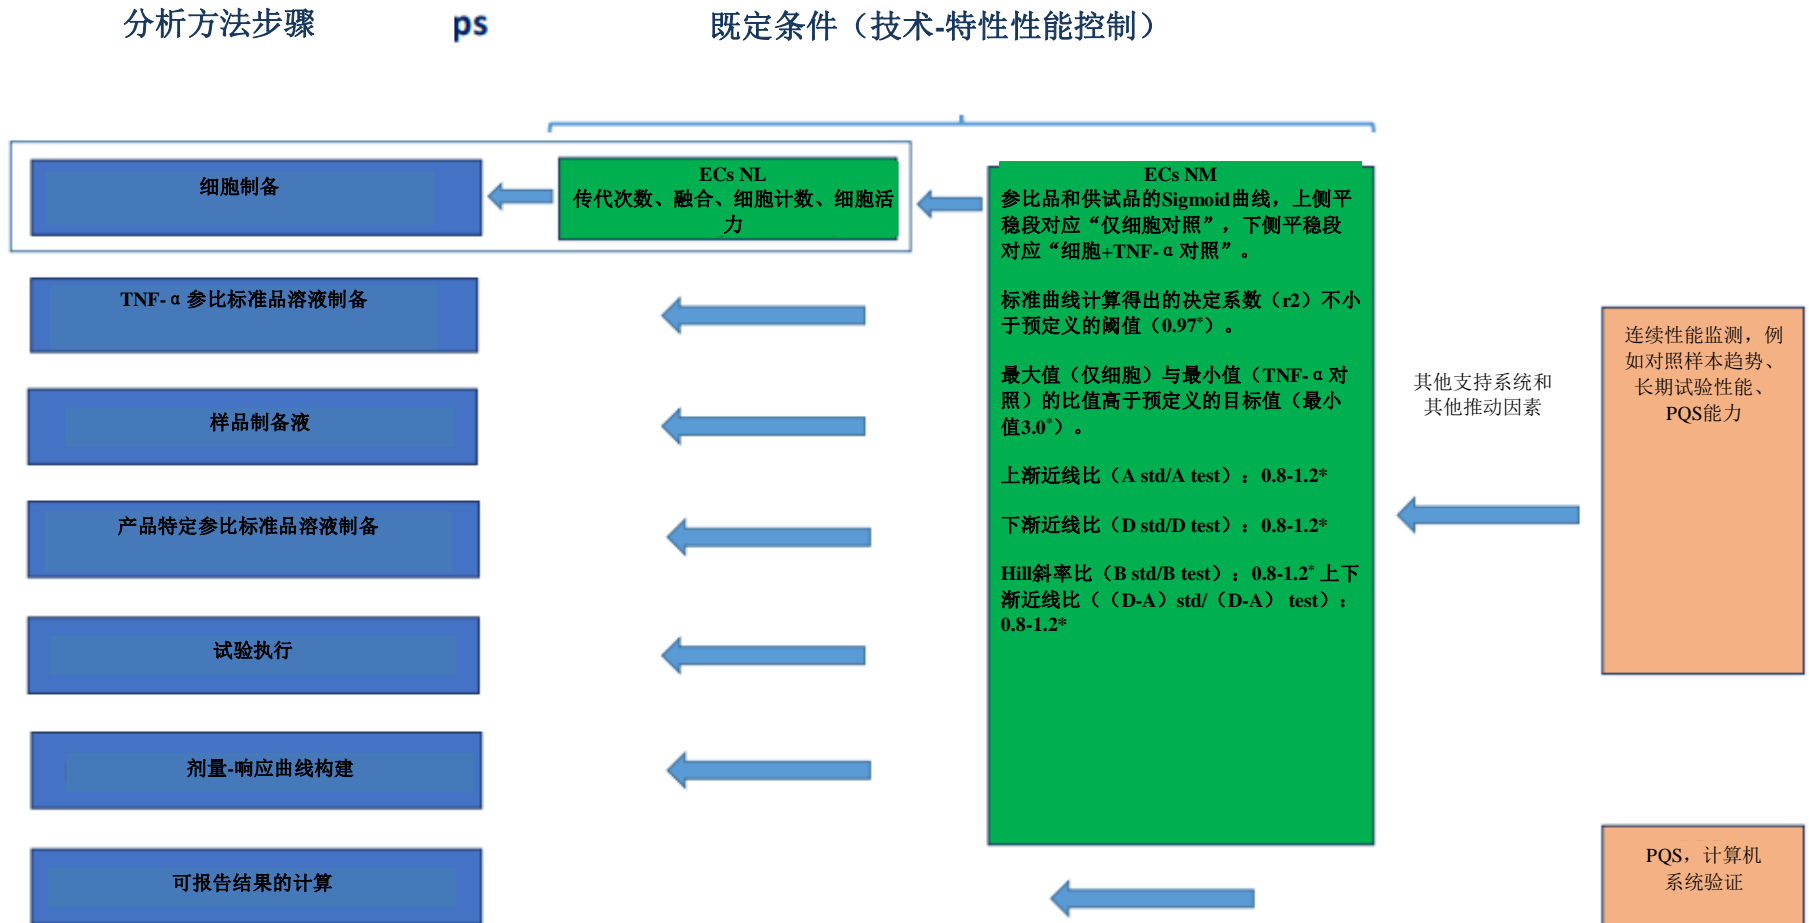 分析方法步骤
ps
既定条件（技术-特性性能控制）
细胞制备
ECs NL
传代次数、融合、细胞计数、细胞活
力
TNF-α参比标准品溶液制备
样品制备液
产品特定参比标准品溶液制备
试验执行
剂量-响应曲线构建
可报告结果的计算
ECs NM
参比品和供试品的Sigmoid曲线，上侧平
稳段对应“仅细胞对照”，下侧平稳段
对应“细胞+TNF-α对照”。
标准曲线计算得出的决定系数（r2）不小
于预定义的阈值（0.97*）。
最大值（仅细胞）与最小值（TNF-α对
照）的比值高于预定义的目标值（最小
值3.0*）。
上渐近线比（A std/A test）：0.8-1.2*
下渐近线比（D std/D test）：0.8-1.2*
Hill斜率比（B std/B test）：0.8-1.2* 上下
渐近线比（（D-A）std/（D-A） test）：
0.8-1.2*
其他支持系统和
其他推动因素
连续性能监测，例
如对照样本趋势、
长期试验性能、
PQS能力
PQS，计算机
系统验证